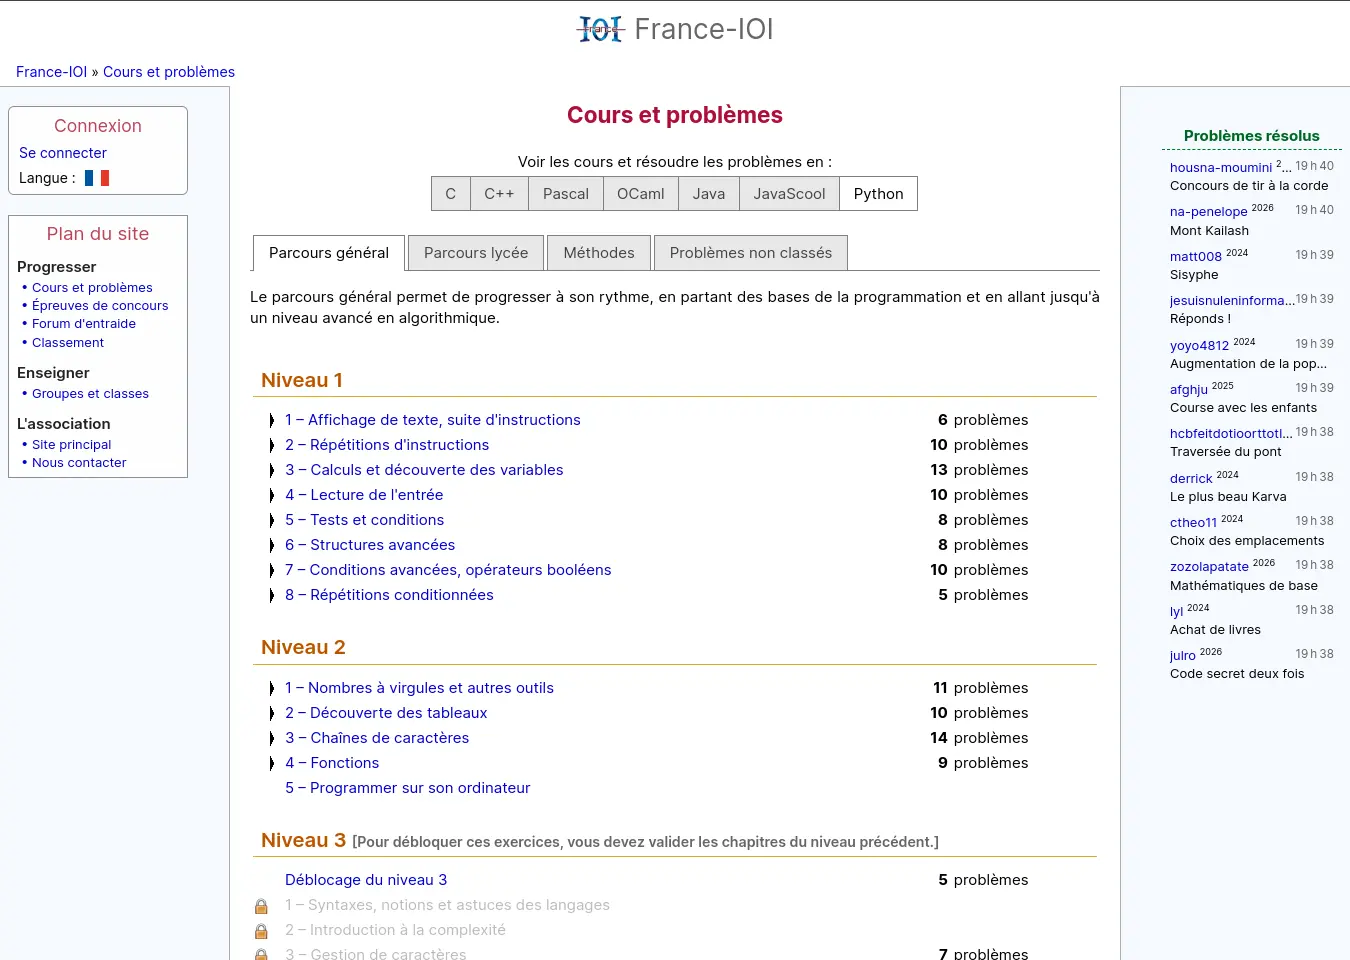 France-IOI
France-IOI » Cours et problèmes
Connexion
Se connecter
Langue :
Plan du site
Progresser
• Cours et problèmes
• Épreuves de concours
• Forum d'entraide
• Classement
Enseigner
• Groupes et classes
L'association
• Site principal
• Nous contacter
Cours et problèmes
Voir les cours et résoudre les problèmes en :
C C++ Pascal OCaml Java JavaScool Python
Parcours général Parcours lycée Méthodes Problèmes non classés
Le parcours général permet de progresser à son rythme, en partant des bases de la programmation et en allant jusqu'à
un niveau avancé en algorithmique.
Niveau 1
1 – Affichage de texte, suite d'instructions 6 problèmes
2 – Répétitions d'instructions 10 problèmes
3 – Calculs et découverte des variables 13 problèmes
4 – Lecture de l'entrée 10 problèmes
5 – Tests et conditions 8 problèmes
6 – Structures avancées 8 problèmes
7 – Conditions avancées, opérateurs booléens 10 problèmes
8 – Répétitions conditionnées 5 problèmes
Niveau 2
1 – Nombres à virgules et autres outils 11 problèmes
2 – Découverte des tableaux 10 problèmes
3 – Chaînes de caractères 14 problèmes
4 – Fonctions 9 problèmes
5 – Programmer sur son ordinateur
Niveau 3 [Pour débloquer ces exercices, vous devez valider les chapitres du niveau précédent.]
Déblocage du niveau 3 5 problèmes
1 – Syntaxes, notions et astuces des langages
2 – Introduction à la complexité
3 – Gestion de caractères 7 problèmes
Problèmes résolus
housna-moumini 2... 19 h 40
Concours de tir à la corde
na-penelope 2026 19 h 40
Mont Kailash
matt008 2024 19 h 39
Sisyphe
jesuisnuleninforma... 19 h 39
Réponds !
yoyo4812 2024 19 h 39
Augmentation de la pop...
afghju 2025 19 h 39
Course avec les enfants
hcbfeitdotioorttotl... 19 h 38
Traversée du pont
derrick 2024 19 h 38
Le plus beau Karva
ctheo11 2024 19 h 38
Choix des emplacements
zozolapatate 2026 19 h 38
Mathématiques de base
lyl 2024 19 h 38
Achat de livres
julro 2026 19 h 38
Code secret deux fois